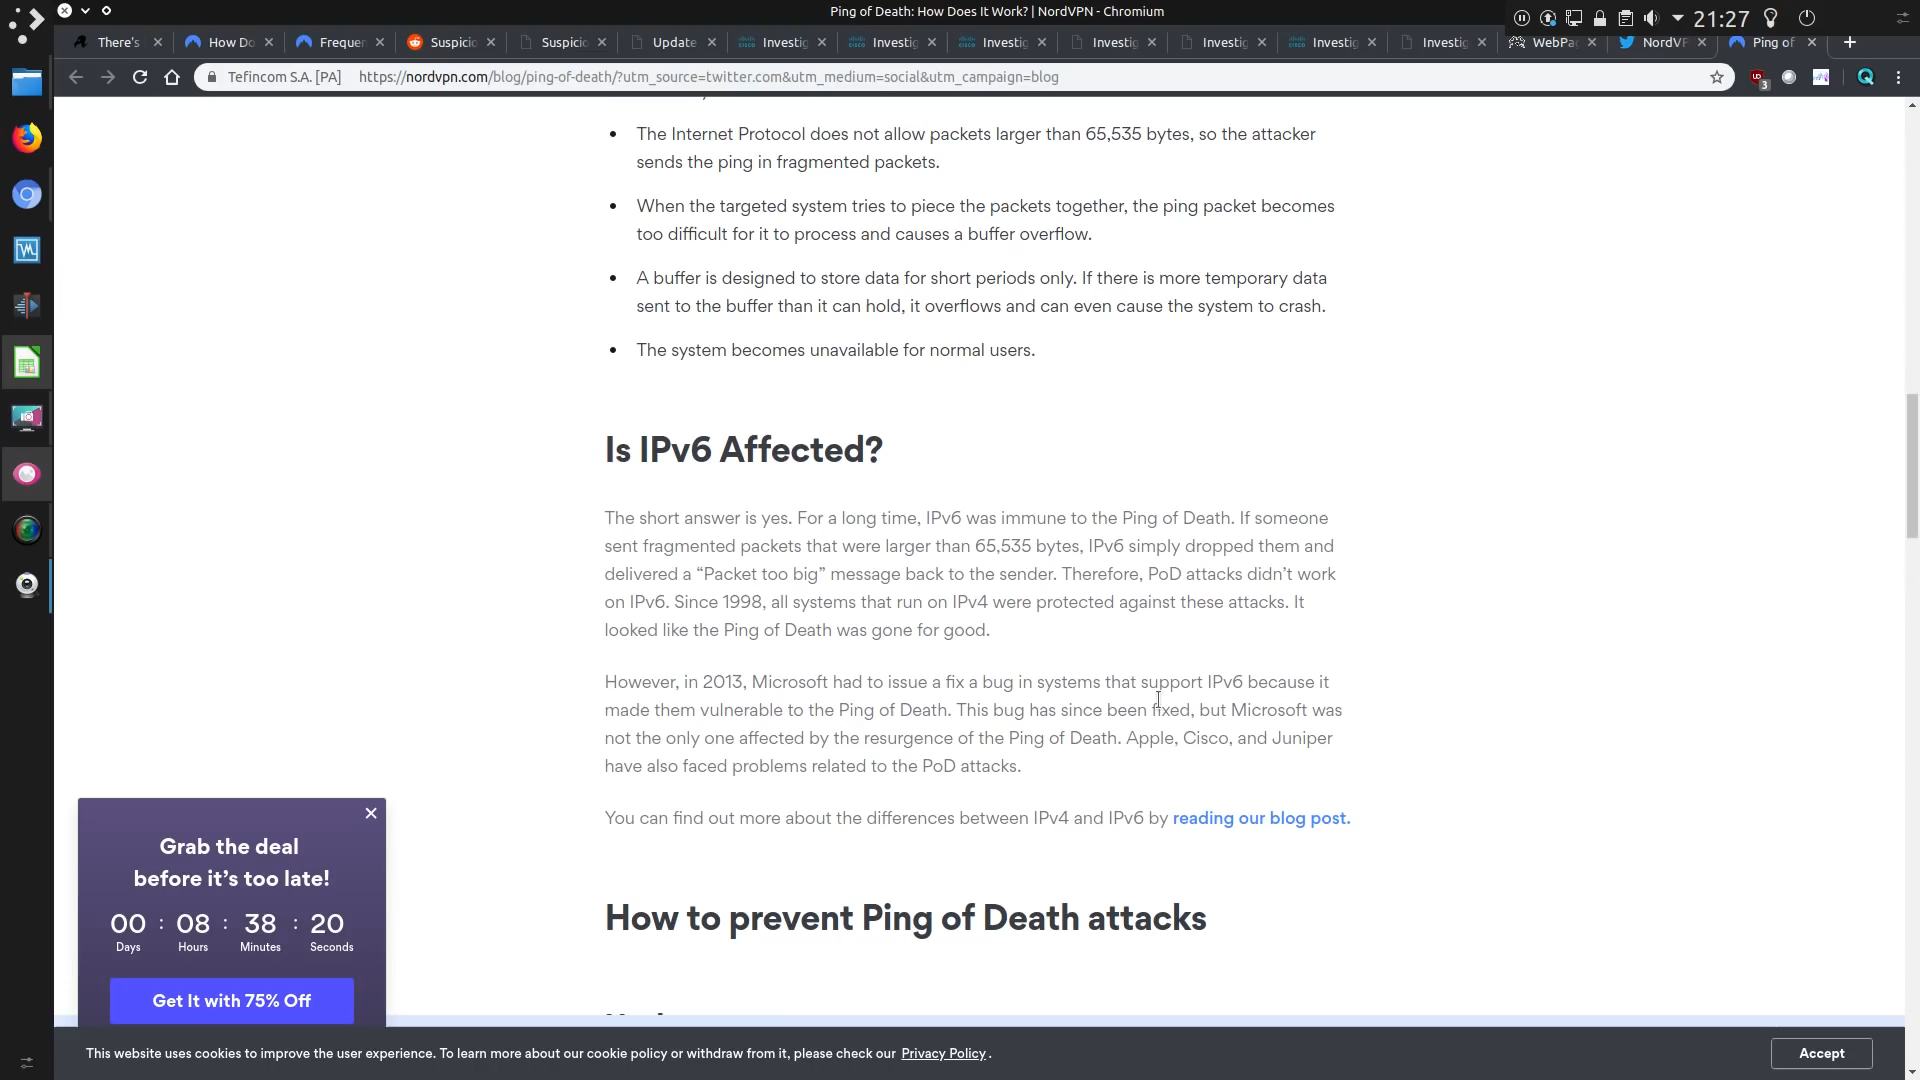 Ping of Death: How Does It Work? | NordVPN - Chromium
21:27
There's
How Do
Frequen
Suspicio
Suspicio
Update
Investig
Investig
Investig
Investig
Investig
Investig
Investig
WebPa
NordV
Ping of
Tefincom S.A. [PA]
https://nordvpn.com/blog/ping-of-death/?utm_source=twitter.com&utm_medium=social&utm_campaign=blog
3
• The Internet Protocol does not allow packets larger than 65,535 bytes, so the attacker
sends the ping in fragmented packets.
• When the targeted system tries to piece the packets together, the ping packet becomes
too difficult for it to process and causes a buffer overflow.
• A buffer is designed to store data for short periods only. If there is more temporary data
sent to the buffer than it can hold, it overflows and can even cause the system to crash.
• The system becomes unavailable for normal users.
Is IPv6 Affected?
The short answer is yes. For a long time, IPv6 was immune to the Ping of Death. If someone
sent fragmented packets that were larger than 65,535 bytes, IPv6 simply dropped them and
delivered a “Packet too big” message back to the sender. Therefore, PoD attacks didn’t work
on IPv6. Since 1998, all systems that run on IPv4 were protected against these attacks. It
looked like the Ping of Death was gone for good.
However, in 2013, Microsoft had to issue a fix a bug in systems that support IPv6 because it
made them vulnerable to the Ping of Death. This bug has since been fixed, but Microsoft was
not the only one affected by the resurgence of the Ping of Death. Apple, Cisco, and Juniper
have also faced problems related to the PoD attacks.
You can find out more about the differences between IPv4 and IPv6 by reading our blog post.
How to prevent Ping of Death attacks
Grab the deal
before it’s too late!
00 : 08 : 38 : 20
Days Hours Minutes Seconds
Get It with 75% Off
This website uses cookies to improve the user experience. To learn more about our cookie policy or withdraw from it, please check our Privacy Policy .
Accept